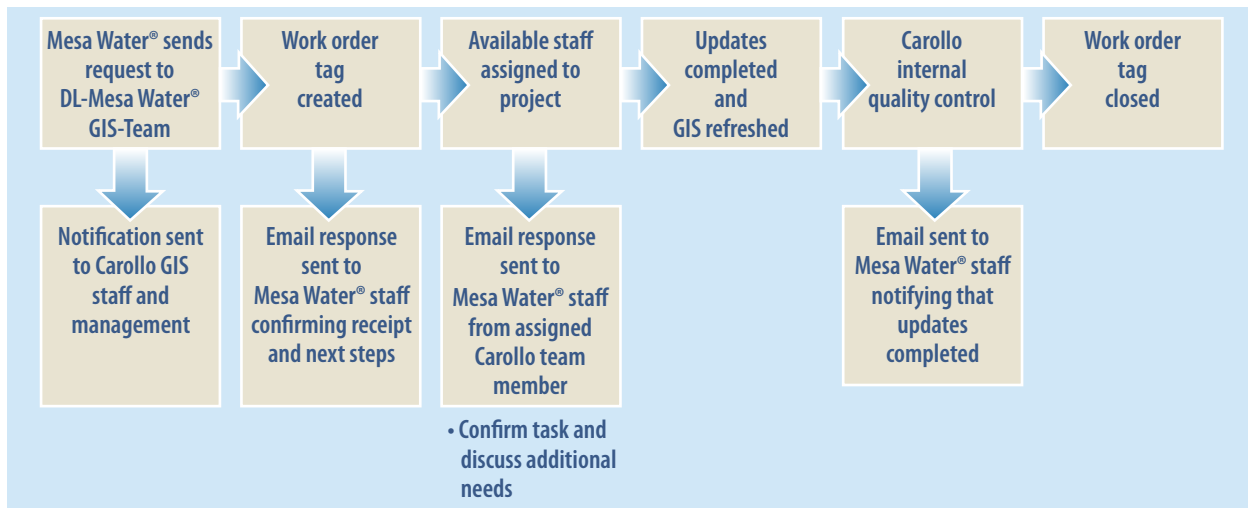 Mesa Water® sends
request to
DL-Mesa Water®
GIS-Team
Work order
tag
created
Available staff
assigned to
project
Updates
completed
and
GIS refreshed
Carollo
internal
quality control
Work order
tag
closed
Notification sent
to Carollo GIS
staff and
management
Email response
sent to
Mesa Water® staff
confirming receipt
and next steps
Email response
sent to
Mesa Water® staff
from assigned
Carollo team
member
• Confirm task and
discuss additional
needs
Email sent to
Mesa Water® staff
notifying that
updates
completed